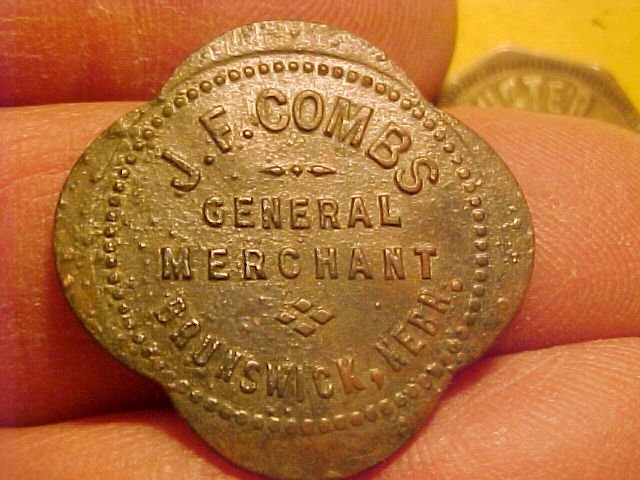 J.F. COMBS
GENERAL
MERCHANT
BRUNSWICK, NEBR.